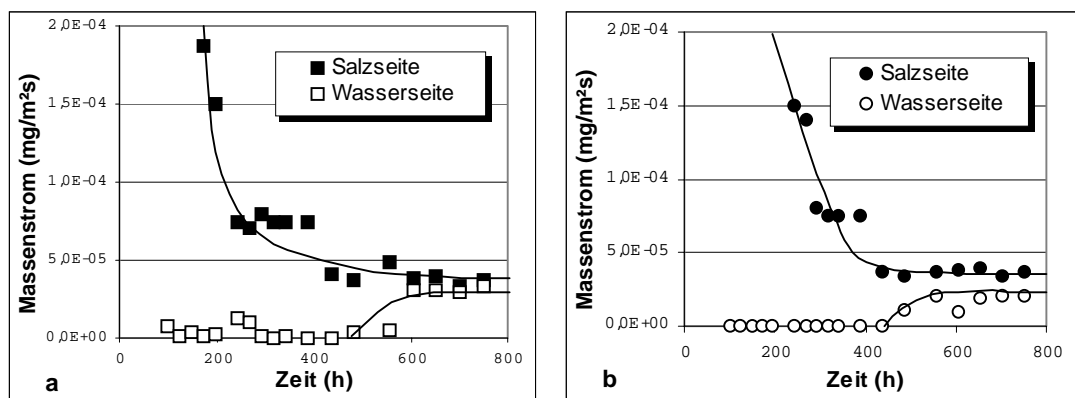 Massenstrom (mg/m²s)
2,0E-04
1,5E-04
1,0E-04
5,0E-05
0,0E+00
Salzseite
Wasserseite
0
200
400
600
800
Zeit (h)
a
Massenstrom (mg/m²s)
2,0E-04
1,5E-04
1,0E-04
5,0E-05
0,0E+00
Salzseite
Wasserseite
0
200
400
600
800
Zeit (h)
b